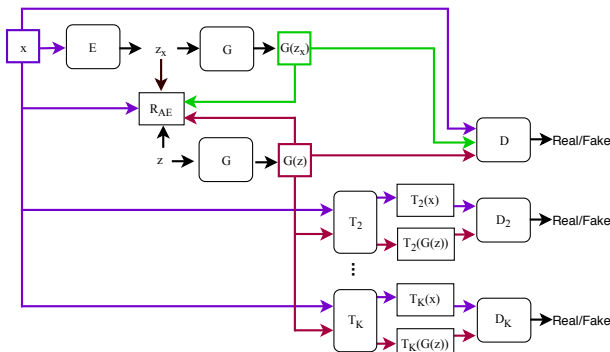 x
E
z_x
G
G(z_x)
R_AE
D
Real/Fake
z
G
G(z)
T_2
T_2(x)
T_2(G(z))
D_2
Real/Fake
...
T_K
T_K(x)
T_K(G(z))
D_K
Real/Fake